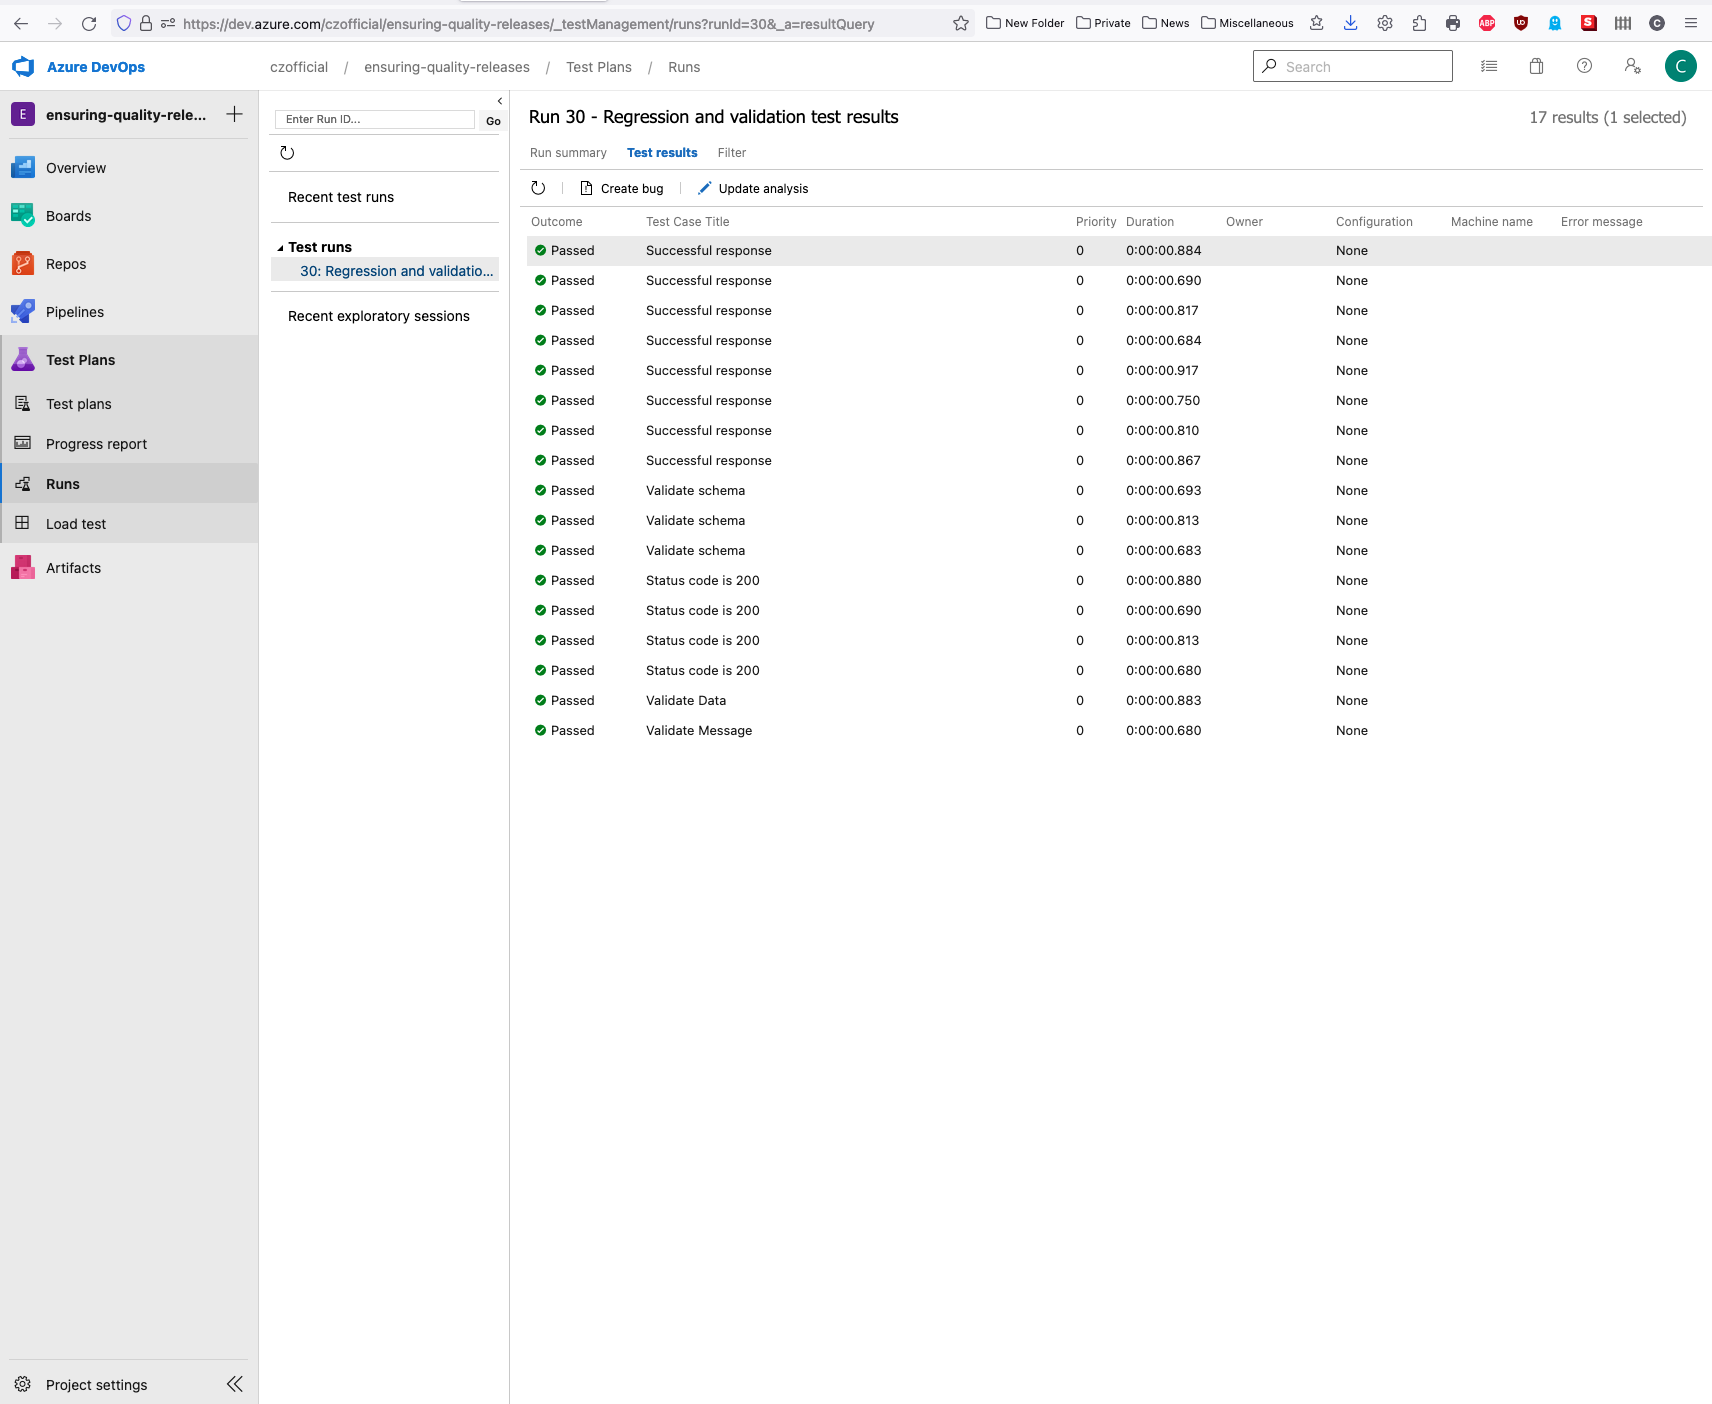 https://dev.azure.com/czofficial/ensuring-quality-releases/_testManagement/runs?runId=30&_a=resultQuery
New Folder
Private
News
Miscellaneous
ABP
UO
S
C
Azure DevOps
czofficial / ensuring-quality-releases / Test Plans / Runs
Search
C
E ensuring-quality-rele...
Overview
Boards
Repos
Pipelines
Test Plans
Test plans
Progress report
Runs
Load test
Artifacts
Project settings
Enter Run ID...
Go
Recent test runs
Test runs
30: Regression and validatio...
Recent exploratory sessions
Run 30 - Regression and validation test results
17 results (1 selected)
Run summary Test results Filter
Create bug Update analysis
Outcome Test Case Title Priority Duration Owner Configuration Machine name Error message
Passed Successful response 0 0:00:00.884 None
Passed Successful response 0 0:00:00.690 None
Passed Successful response 0 0:00:00.817 None
Passed Successful response 0 0:00:00.684 None
Passed Successful response 0 0:00:00.917 None
Passed Successful response 0 0:00:00.750 None
Passed Successful response 0 0:00:00.810 None
Passed Successful response 0 0:00:00.867 None
Passed Validate schema 0 0:00:00.693 None
Passed Validate schema 0 0:00:00.813 None
Passed Validate schema 0 0:00:00.683 None
Passed Status code is 200 0 0:00:00.880 None
Passed Status code is 200 0 0:00:00.690 None
Passed Status code is 200 0 0:00:00.813 None
Passed Status code is 200 0 0:00:00.680 None
Passed Validate Data 0 0:00:00.883 None
Passed Validate Message 0 0:00:00.680 None